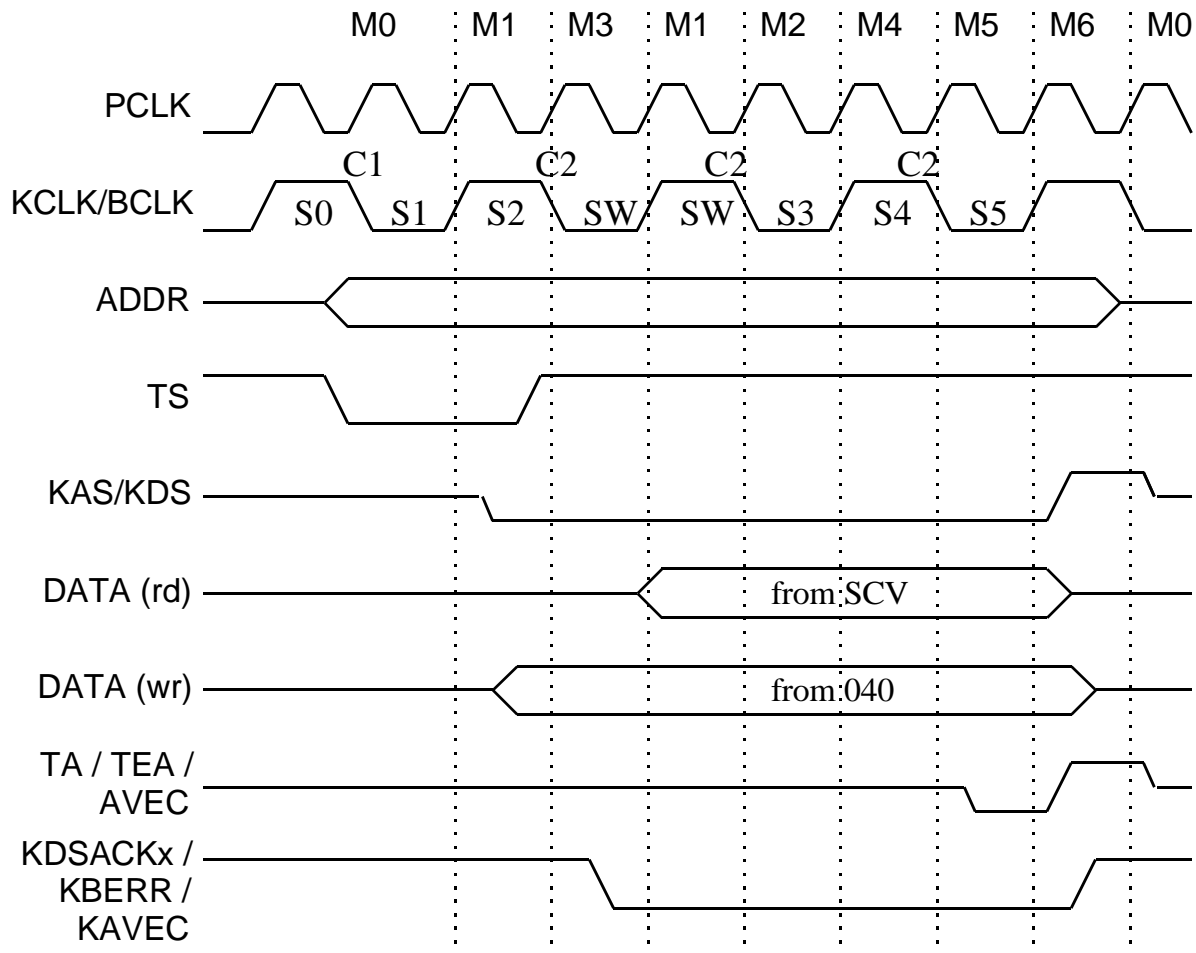 M0 M1 M3 M1 M2 M4 M5 M6 M0
PCLK
C1 C2 C2 C2
KCLK/BCLK
S0 S1 S2 SW SW S3 S4 S5
ADDR
TS
KAS/KDS
DATA (rd)
from SCV
DATA (wr)
from 040
TA / TEA /
AVEC
KDSACKx /
KBERR /
KAVEC